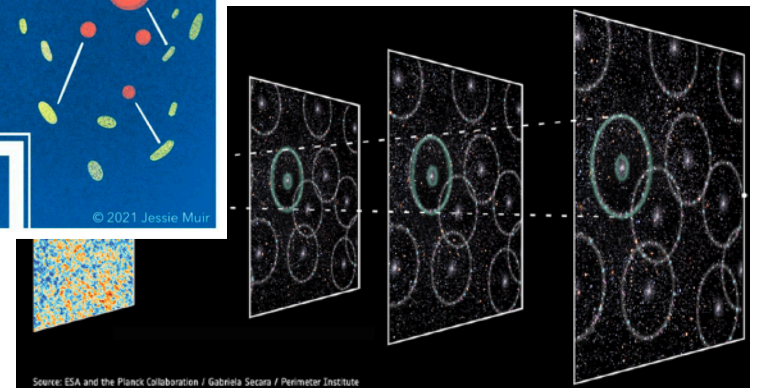 © 2021 Jessie Muir
Source: ESA and the Planck Collaboration / Gabriela Secara / Perimeter Institute